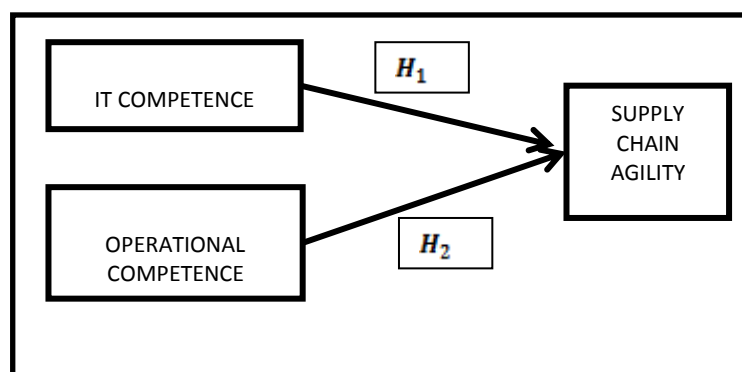 H₁
IT COMPETENCE
SUPPLY
CHAIN
AGILITY
OPERATIONAL
COMPETENCE
H₂